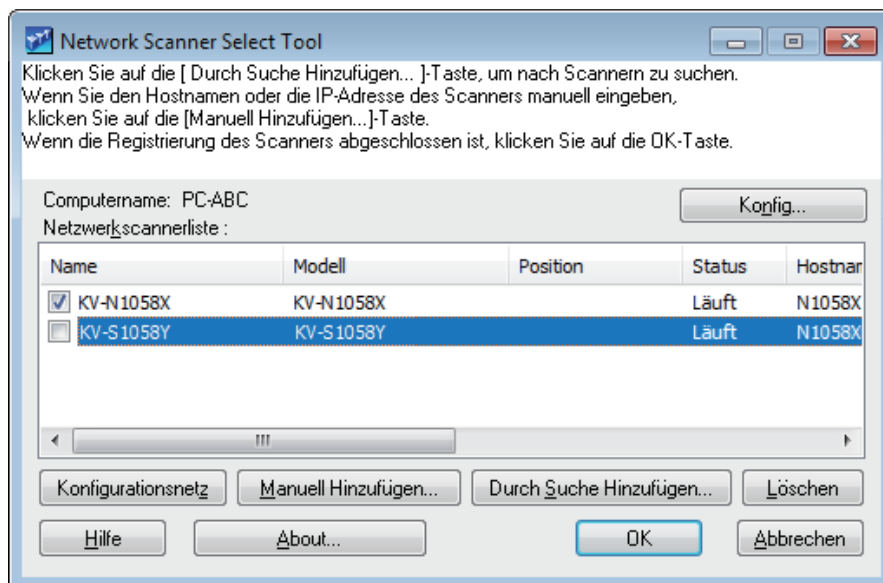 Network Scanner Select Tool
Klicken Sie auf die [ Durch Suche Hinzufügen... ]-Taste, um nach Scannern zu suchen.
Wenn Sie den Hostnamen oder die IP-Adresse des Scanners manuell eingeben,
klicken Sie auf die [Manuell Hinzufügen...]-Taste.
Wenn die Registrierung des Scanners abgeschlossen ist, klicken Sie auf die OK-Taste.
Computername: PC-ABC
Konfig...
Netzwerkscannerliste :
Name Modell Position Status Hostnar
KV-N1058X KV-N1058X Läuft N1058X
KV-S1058Y KV-S1058Y Läuft N1058X
Konfigurationsnetz Manuell Hinzufügen... Durch Suche Hinzufügen... Löschen
Hilfe About... OK Abbrechen